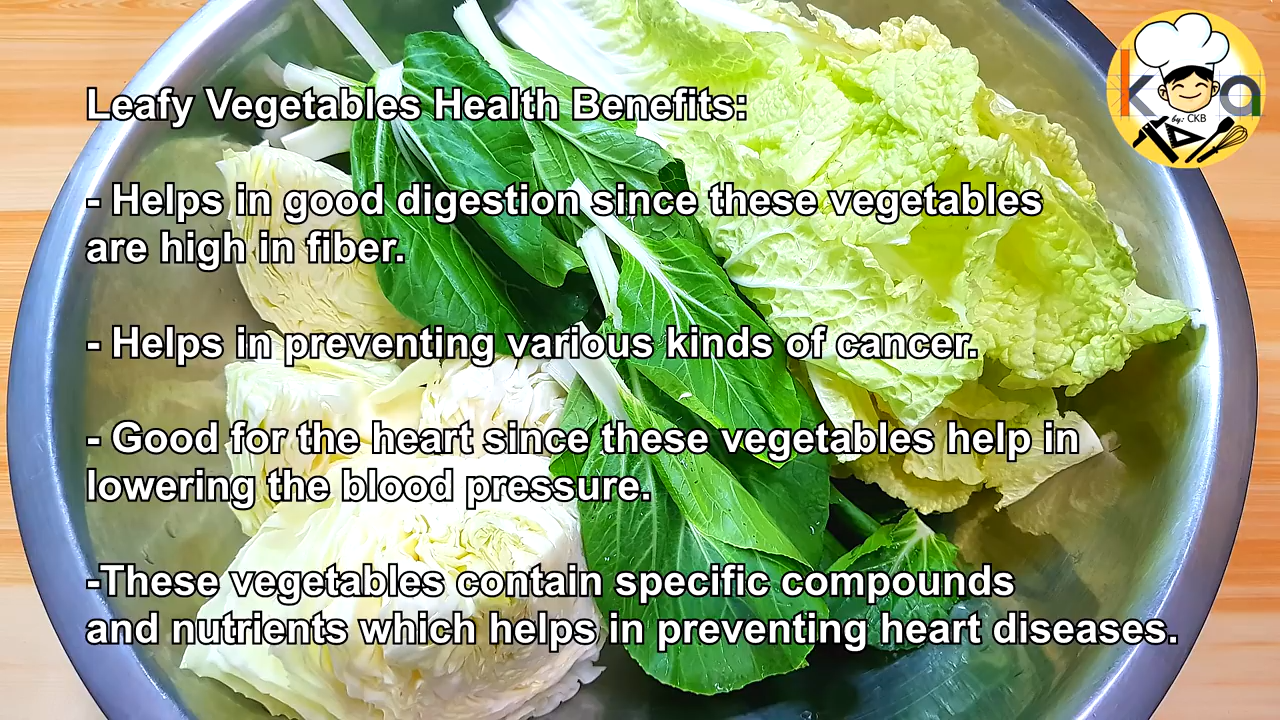 Leafy Vegetables Health Benefits:
- Helps in good digestion since these vegetables
are high in fiber.
- Helps in preventing various kinds of cancer.
- Good for the heart since these vegetables help in
lowering the blood pressure.
-These vegetables contain specific compounds
and nutrients which helps in preventing heart diseases.
by: CKB